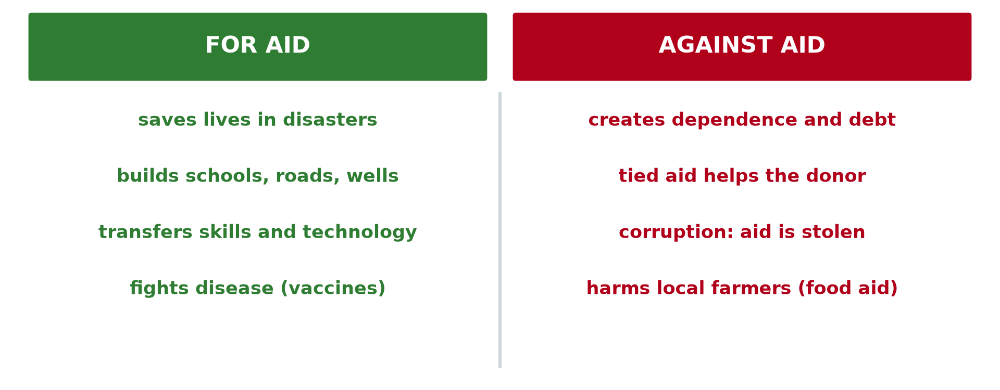 FOR AID
saves lives in disasters
builds schools, roads, wells
transfers skills and technology
fights disease (vaccines)
AGAINST AID
creates dependence and debt
tied aid helps the donor
corruption: aid is stolen
harms local farmers (food aid)